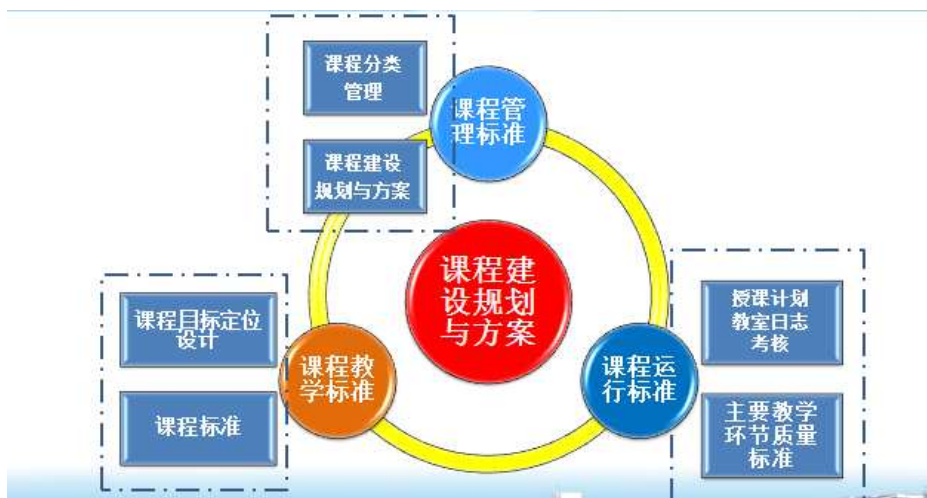 课程分类
管理
课程管
理标准
课程建设
规划与方案
课程建
设规划
与方案
课程目标定位
设计
课程教
学标准
课程标准
授课计划
教室日志
考核
课程运
行标准
主要教学
环节质量
标准